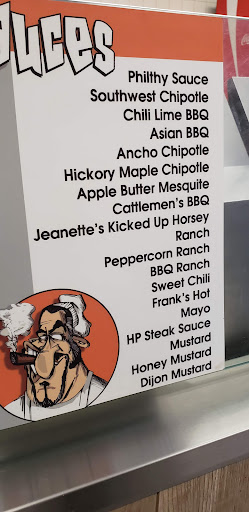 auces
Philthy Sauce
Southwest Chipotle
Chili Lime BBQ
Asian BBQ
Ancho Chipotle
Hickory Maple Chipotle
Apple Butter Mesquite
Cattlemen's BBQ
Jeanette's Kicked Up Horsey
Ranch
Peppercorn Ranch
BBQ Ranch
Sweet Chili
Frank's Hot
Mayo
HP Steak Sauce
Mustard
Honey Mustard
Dijon Mustard